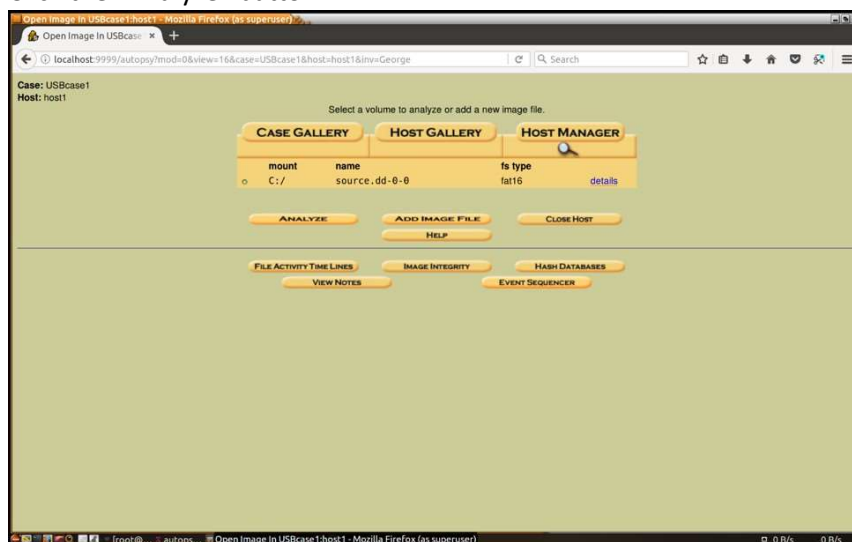 Open Image In USBcase1:host1 - Mozilla Firefox (as superuser)
Open Image In USBcase × +
localhost:9999/autopsy?mod=0&view=16&case=USBcase1&host=host1&inv=George
Search
Case: USBcase1
Host: host1
Select a volume to analyze or add a new image file.
CASE GALLERY HOST GALLERY HOST MANAGER
mount name fs type
C:/ source.dd-0-0 fat16 details
ANALYZE ADD IMAGE FILE CLOSE HOST
HELP
FILE ACTIVITY TIME LINES IMAGE INTEGRITY HASH DATABASES
VIEW NOTES EVENT SEQUENCER
[root@... autops... Open Image In USBcase1:host1 - Mozilla Firefox (as superuser) 0 B/s 0 B/s